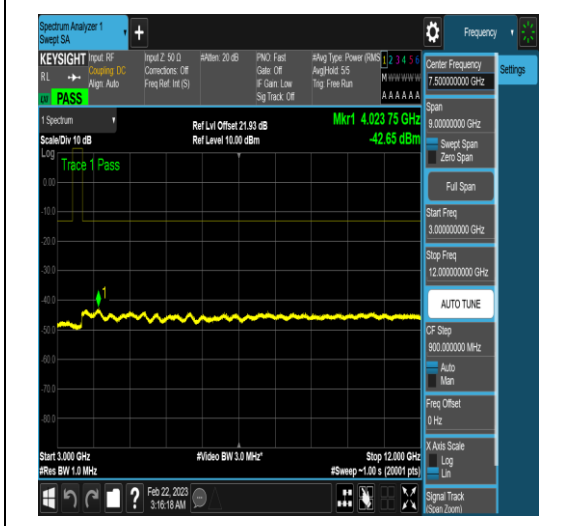 Spectrum Analyzer 1
Swept SA
+
Frequency
KEYSIGHT
RL
Input: RF
Coupling: DC
Align: Auto
Input Z: 50 Ω
Corrections: Off
Freq Ref: Int (S)
#Atten: 20 dB
PNO: Fast
Gate: Off
IF Gain: Low
Sig Track: Off
#Avg Type: Power (RMS
Avg|Hold: 5/5
Trig: Free Run
1 2 3 4 5 6
M W W W W W
A A A A A A
PASS
1 Spectrum
Scale/Div 10 dB
Ref Lvl Offset 21.93 dB
Ref Level 10.00 dBm
Mkr1 4.023 75 GHz
-42.65 dBm
Log
Trace 1 Pass
0.00
-10.0
-20.0
-30.0
-40.0
-50.0
-60.0
-70.0
-80.0
1
Start 3.000 GHz
#Res BW 1.0 MHz
#Video BW 3.0 MHz*
Stop 12.000 GHz
#Sweep ~1.00 s (20001 pts)
Center Frequency
7.500000000 GHz
Settings
Span
9.00000000 GHz
Swept Span
Zero Span
Full Span
Start Freq
3.000000000 GHz
Stop Freq
12.000000000 GHz
AUTO TUNE
CF Step
900.000000 MHz
Auto
Man
Freq Offset
0 Hz
X Axis Scale
Log
Lin
Signal Track
(Span Zoom)
?
Feb 22, 2023
3:16:18 AM